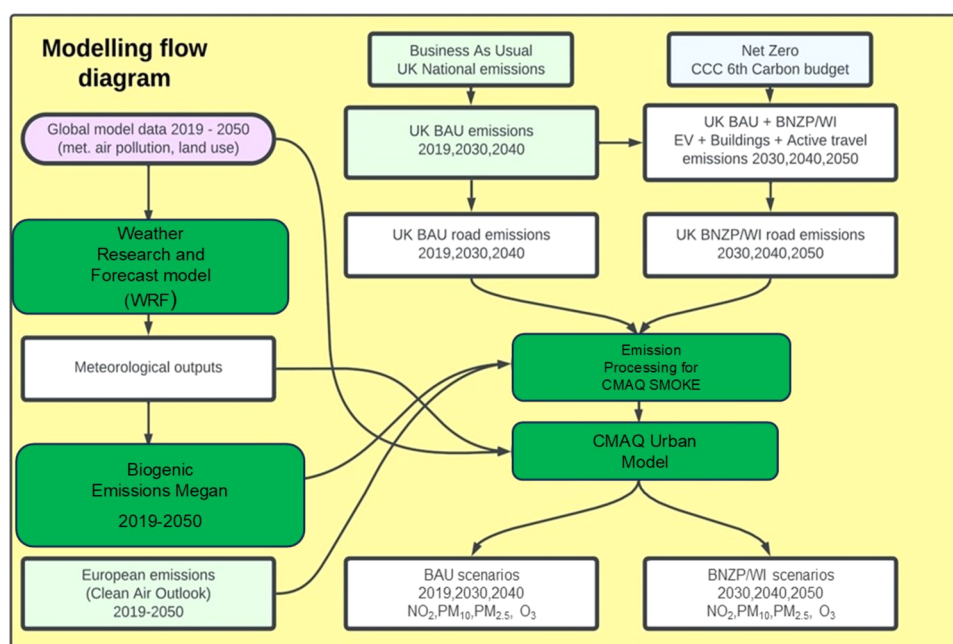 Modelling flow
diagram
Global model data 2019 - 2050
(met. air pollution, land use)
Weather
Research and
Forecast model
(WRF)
Meteorological outputs
Biogenic
Emissions Megan
2019-2050
European emissions
(Clean Air Outlook)
2019-2050
Business As Usual
UK National emissions
UK BAU emissions
2019,2030,2040
UK BAU road emissions
2019,2030,2040
Net Zero
CCC 6th Carbon budget
UK BAU + BNZP/WI
EV + Buildings + Active travel
emissions 2030,2040,2050
UK BNZP/WI road emissions
2030,2040,2050
Emission
Processing for
CMAQ SMOKE
CMAQ Urban
Model
BAU scenarios
2019,2030,2040
NO₂,PM₁₀,PM₂.₅, O₃
BNZP/WI scenarios
2030,2040,2050
NO₂,PM₁₀,PM₂.₅, O₃